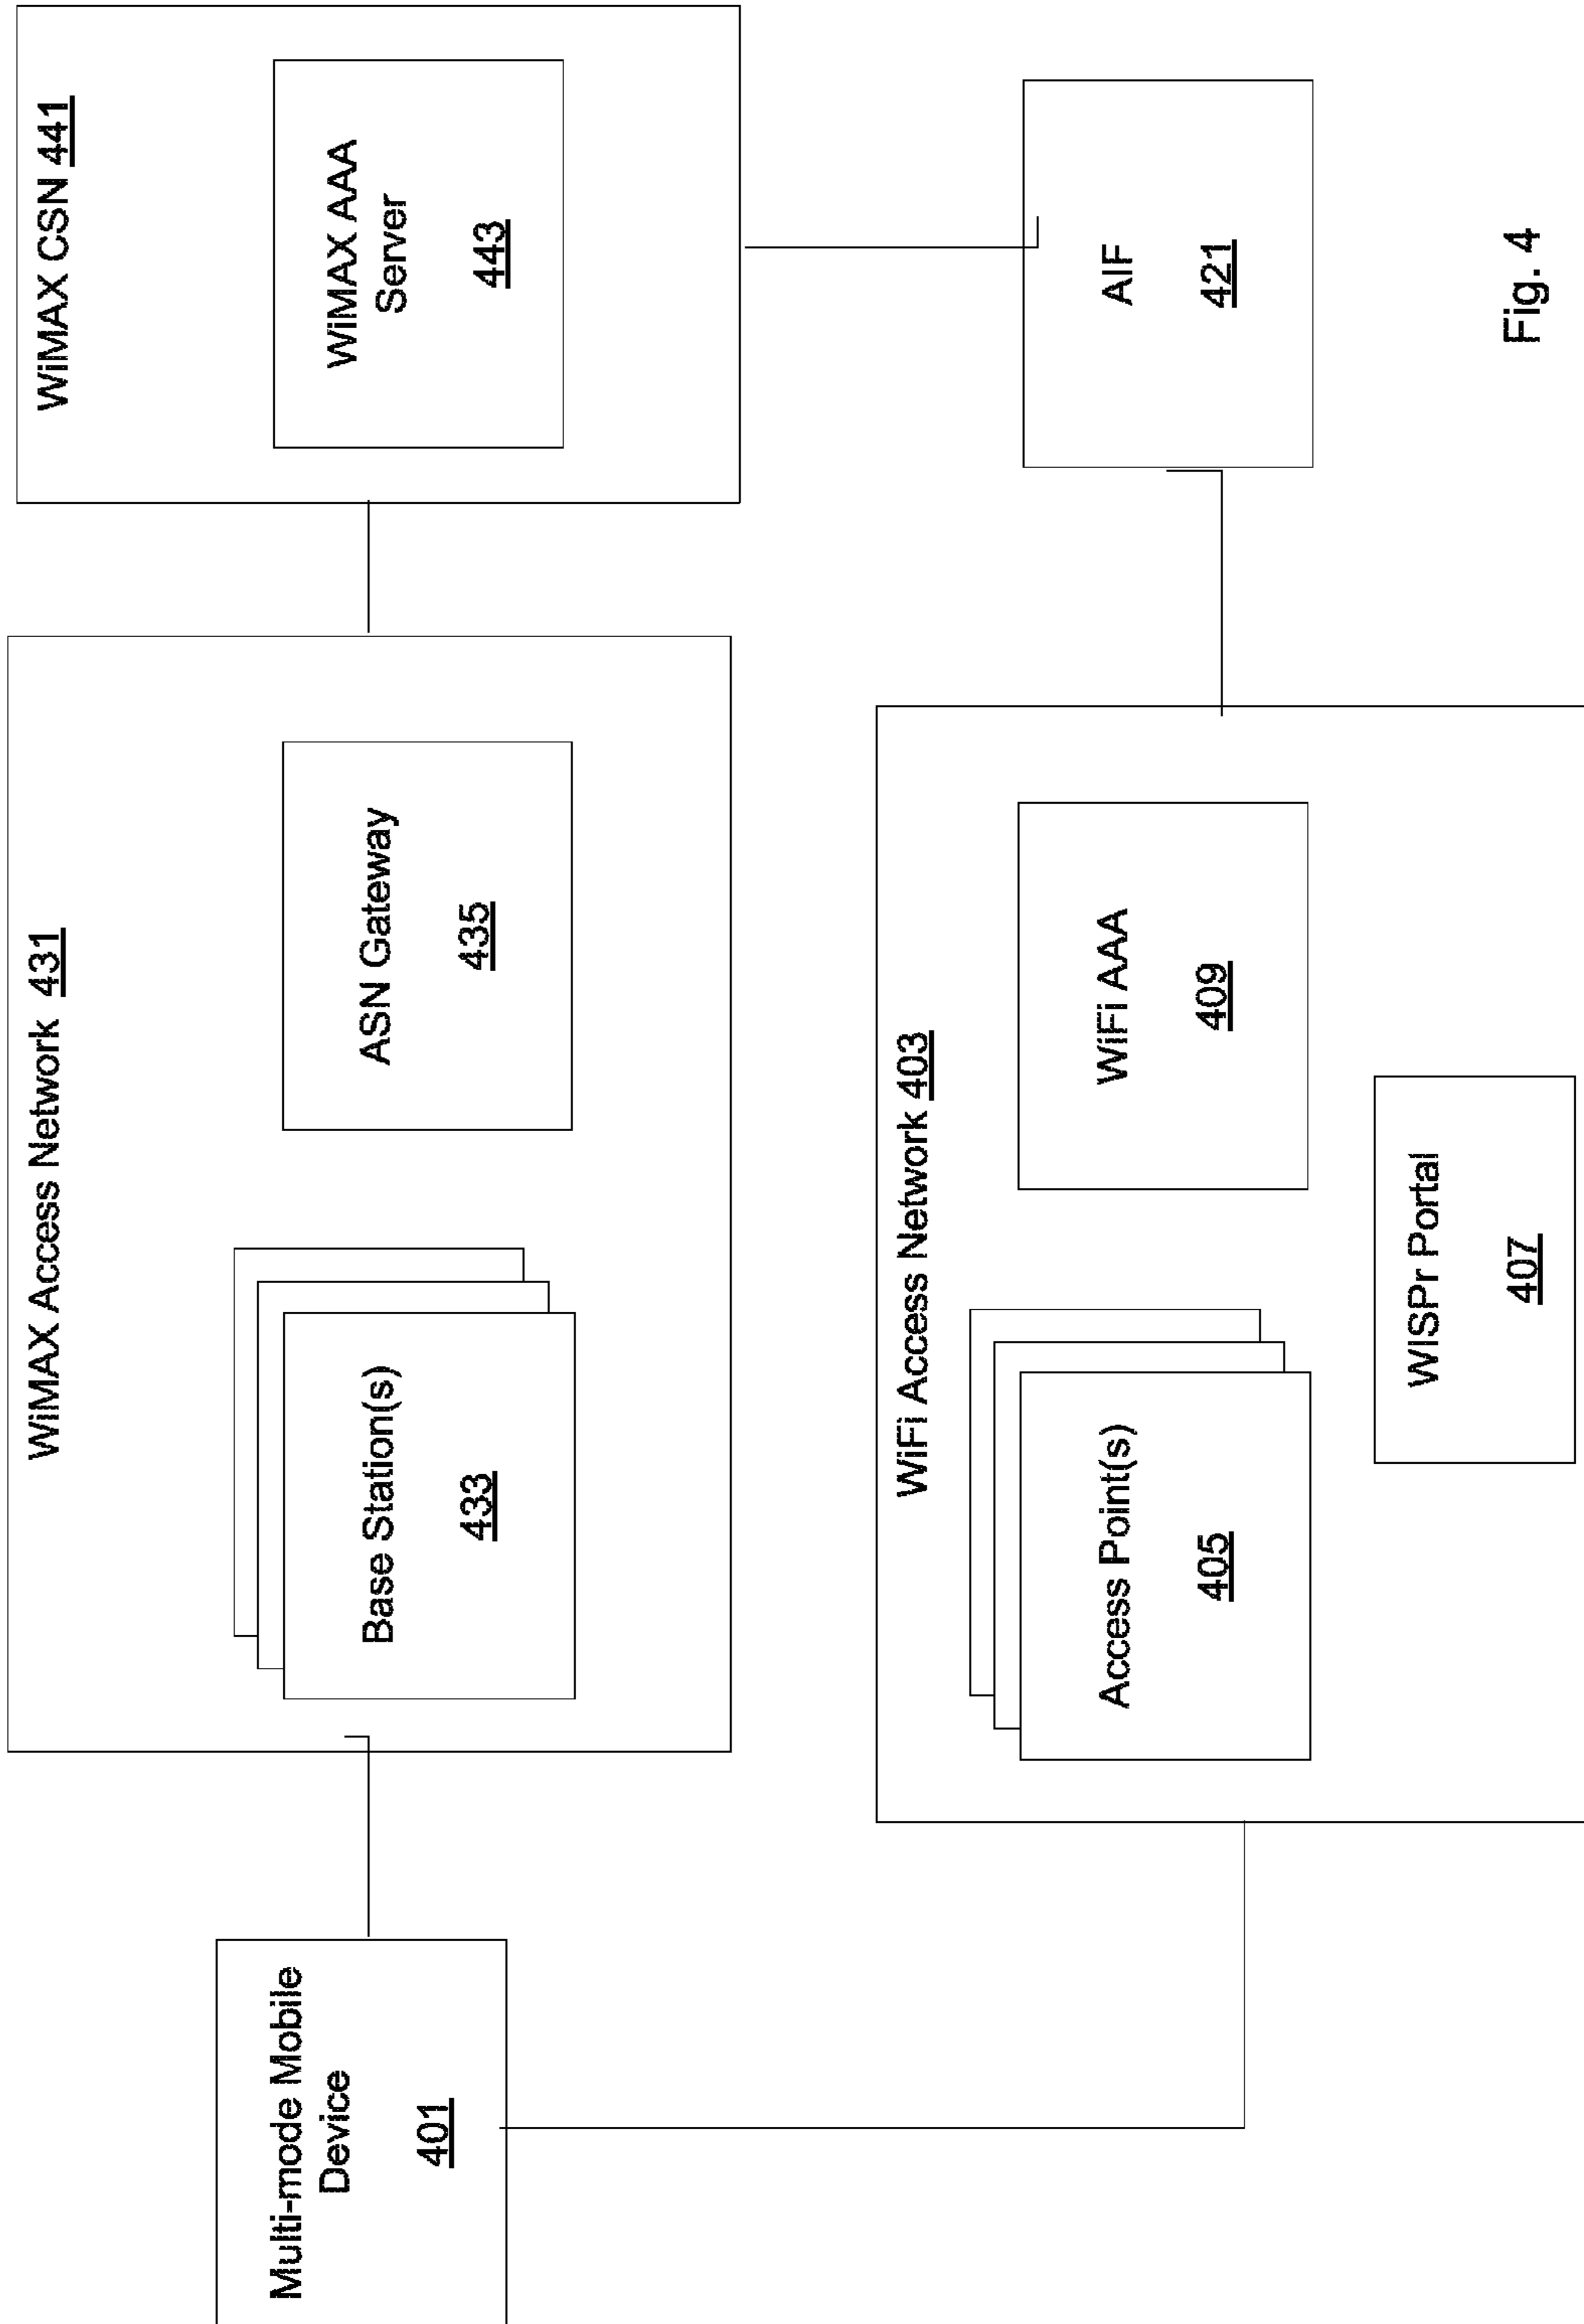 Multi-mode Mobile
Device
401
WiMAX Access Network 431
Base Station(s)
433
ASN Gateway
435
WiMAX CSN 441
WiMAX AAA
Server
443
WiFi Access Network 403
Access Point(s)
405
WiFi AAA
409
WISPr Portal
407
AIF
421
Fig. 4